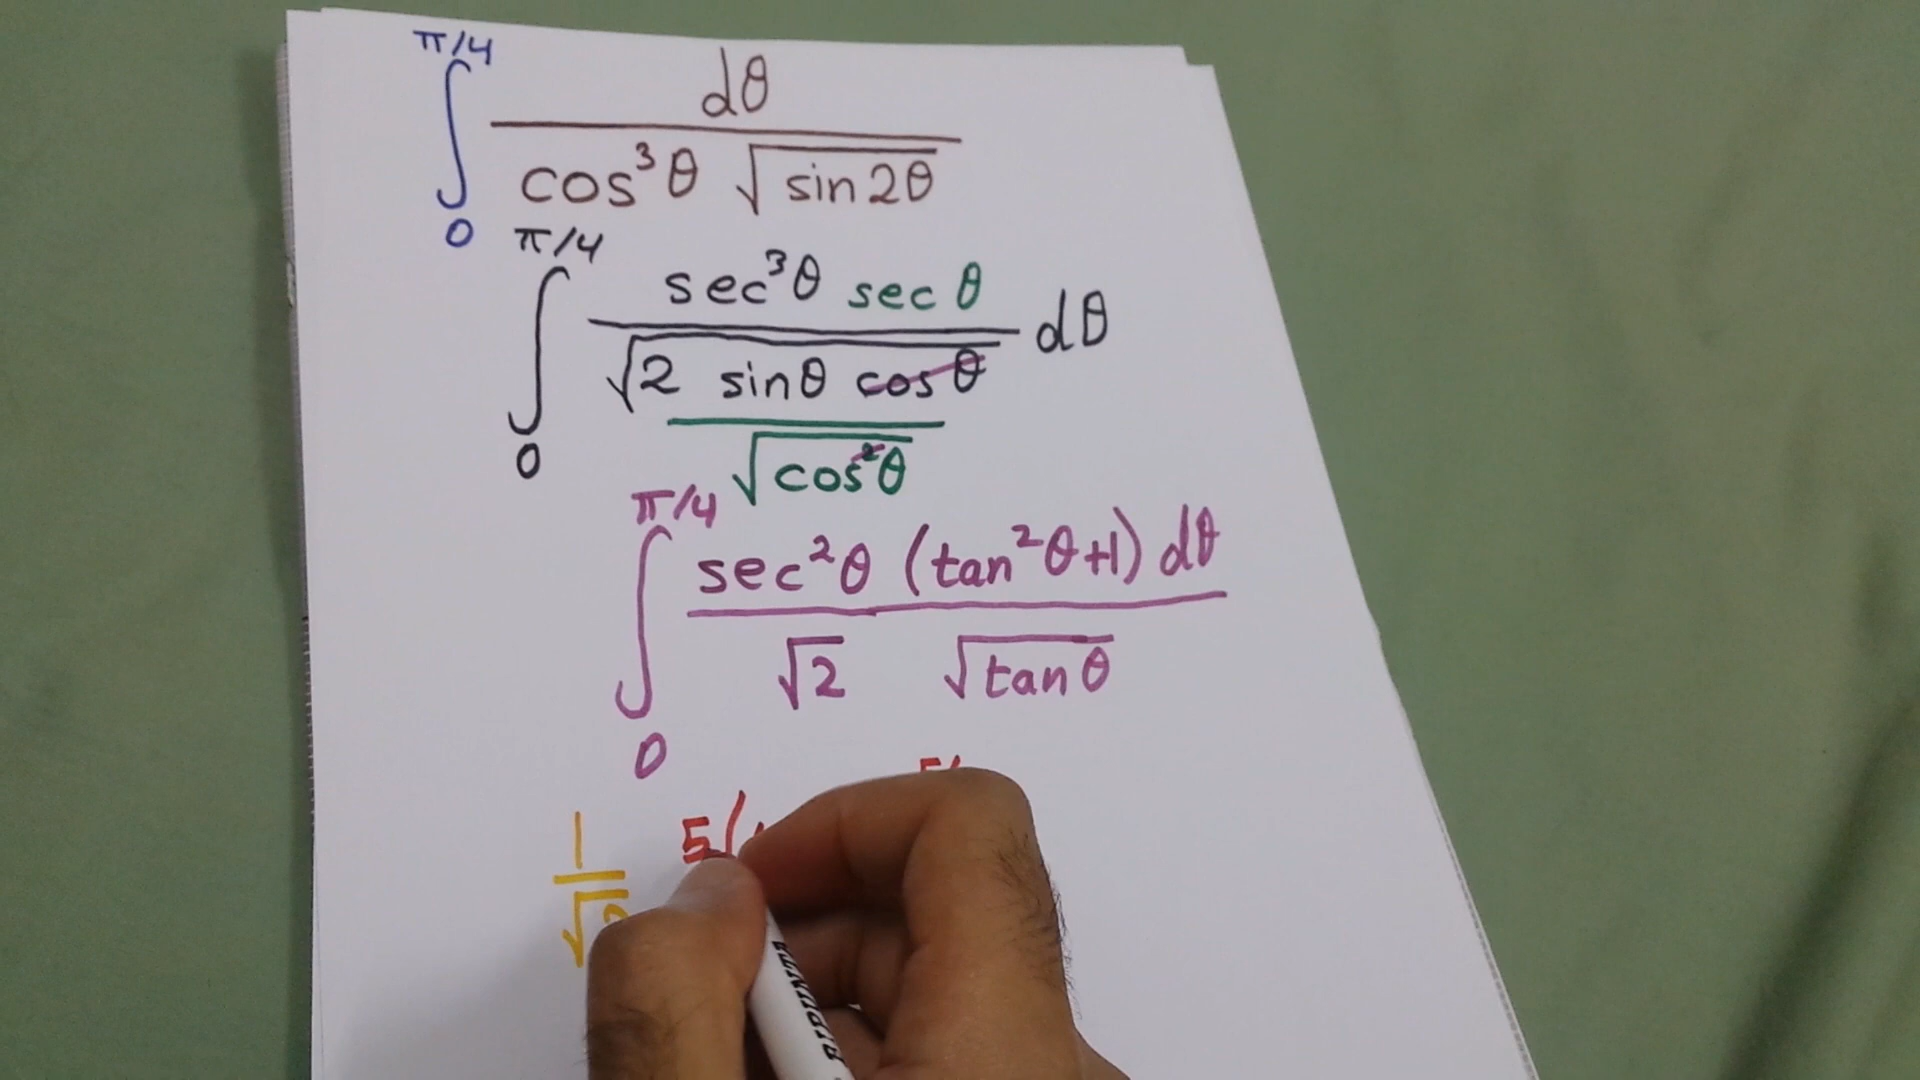 π/4
∫ dθ
cos³θ √sin2θ
0
π/4
∫ sec³θ sec θ dθ
√2 sinθ cosθ
√cos²θ
0
π/4
∫ sec²θ (tan²θ+1) dθ
√2 √tanθ
0
1
5(